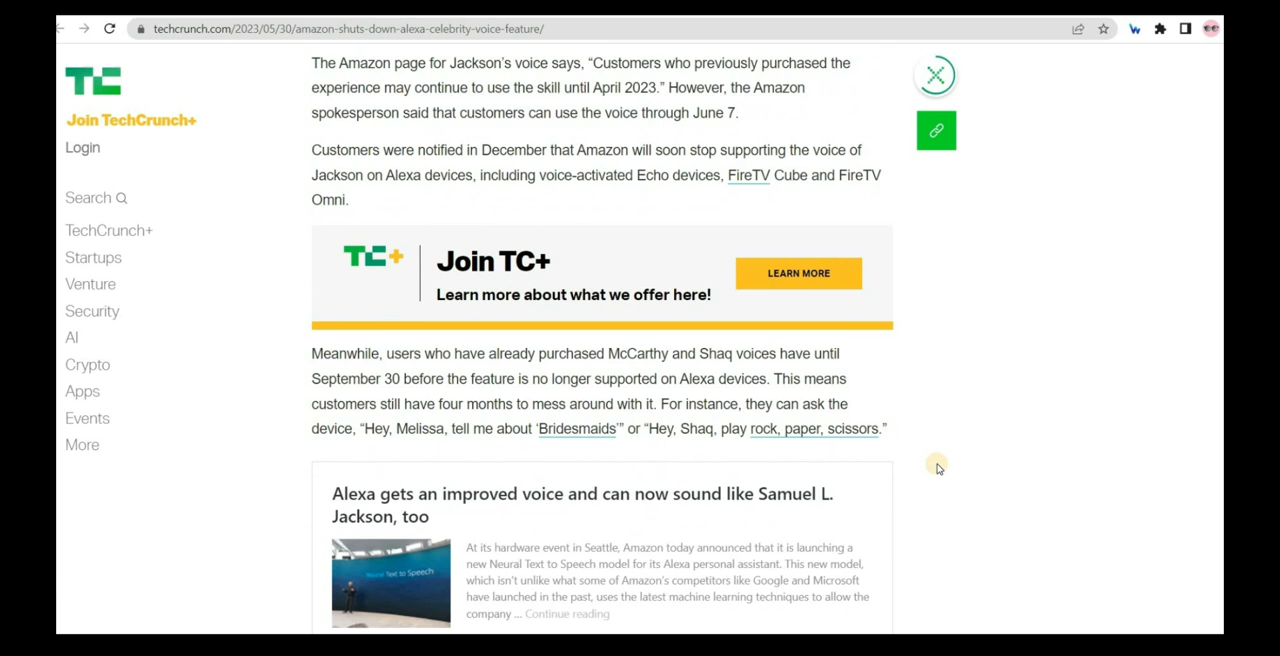 techcrunch.com/2023/05/30/amazon-shuts-down-alexa-celebrity-voice-feature/
TC
Join TechCrunch+
Login
Search
TechCrunch+
Startups
Venture
Security
AI
Crypto
Apps
Events
More
The Amazon page for Jackson’s voice says, “Customers who previously purchased the
experience may continue to use the skill until April 2023.” However, the Amazon
spokesperson said that customers can use the voice through June 7.
Customers were notified in December that Amazon will soon stop supporting the voice of
Jackson on Alexa devices, including voice-activated Echo devices, FireTV Cube and FireTV
Omni.
TC+
Join TC+
Learn more about what we offer here!
LEARN MORE
Meanwhile, users who have already purchased McCarthy and Shaq voices have until
September 30 before the feature is no longer supported on Alexa devices. This means
customers still have four months to mess around with it. For instance, they can ask the
device, “Hey, Melissa, tell me about ‘Bridesmaids’” or “Hey, Shaq, play rock, paper, scissors.”
Alexa gets an improved voice and can now sound like Samuel L.
Jackson, too
Neural Text to Speech
At its hardware event in Seattle, Amazon today announced that it is launching a
new Neural Text to Speech model for its Alexa personal assistant. This new model,
which isn’t unlike what some of Amazon’s competitors like Google and Microsoft
have launched in the past, uses the latest machine learning techniques to allow the
company ... Continue reading